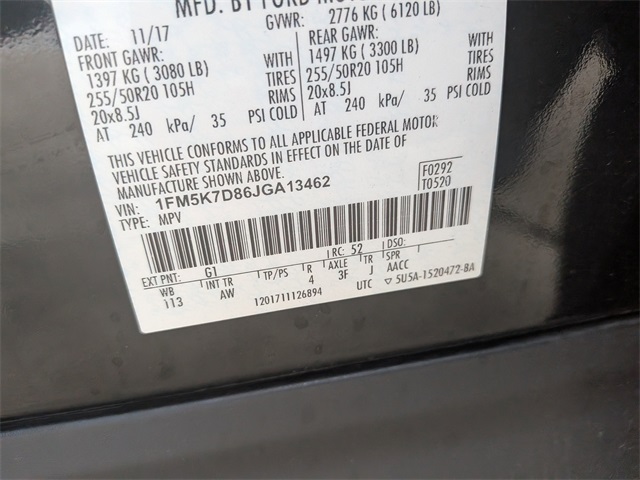 MFD. BY FORD MOTOR
GVWR: 2776 KG ( 6120 LB)
DATE: 11/17
FRONT GAWR: REAR GAWR:
1397 KG ( 3080 LB) WITH 1497 KG ( 3300 LB) WITH
255/50R20 105H TIRES 255/50R20 105H TIRES
20x8.5J RIMS 20x8.5J RIMS
AT 240 kPa/ 35 PSI COLD AT 240 kPa/ 35 PSI COLD
THIS VEHICLE CONFORMS TO ALL APPLICABLE FEDERAL MOTOR
VEHICLE SAFETY STANDARDS IN EFFECT ON THE DATE OF
MANUFACTURE SHOWN ABOVE.
VIN: 1FM5K7D86JGA13462
TYPE: MPV
F0292
T0520
EXT PNT: G1 RC: 52 DSO:
WB INT TR TP/PS R AXLE TR SPR
113 AW 4 3F J AACC
1201711126894 UTC ▽ 5U5A-1520472-BA